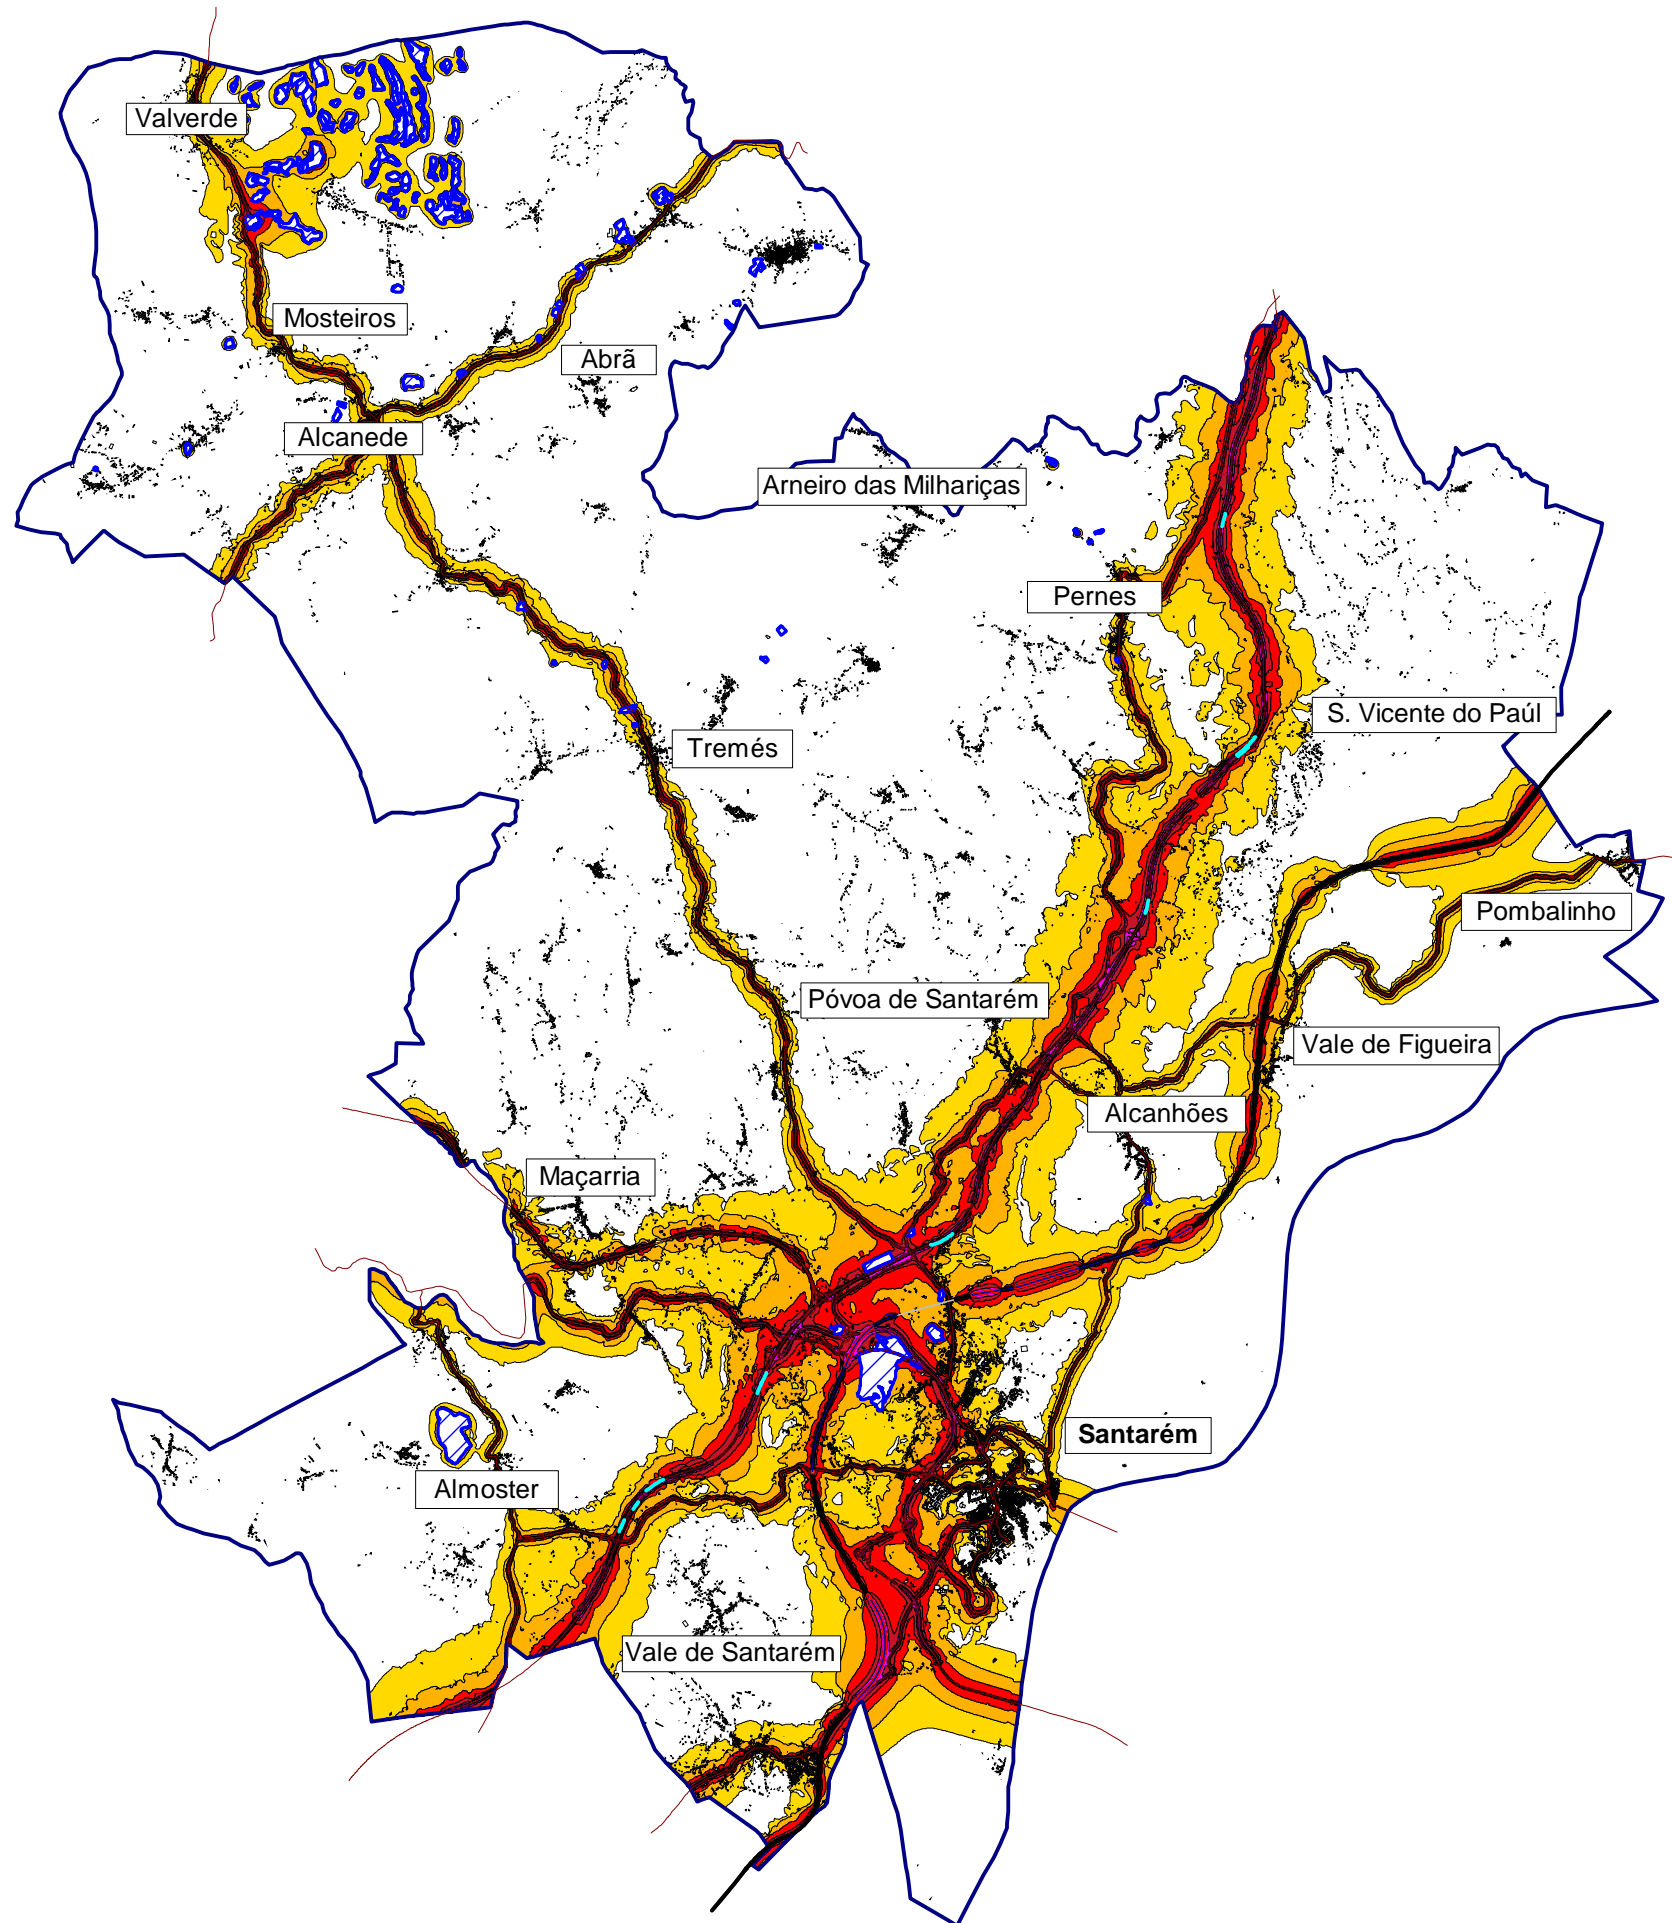 Valverde
Mosteiros
Abrã
Alcanede
Arneiro das Milhariças
Pernes
S. Vicente do Paúl
Tremés
Pombalinho
Póvoa de Santarém
Vale de Figueira
Alcanhões
Maçarria
Santarém
Almoster
Vale de Santarém